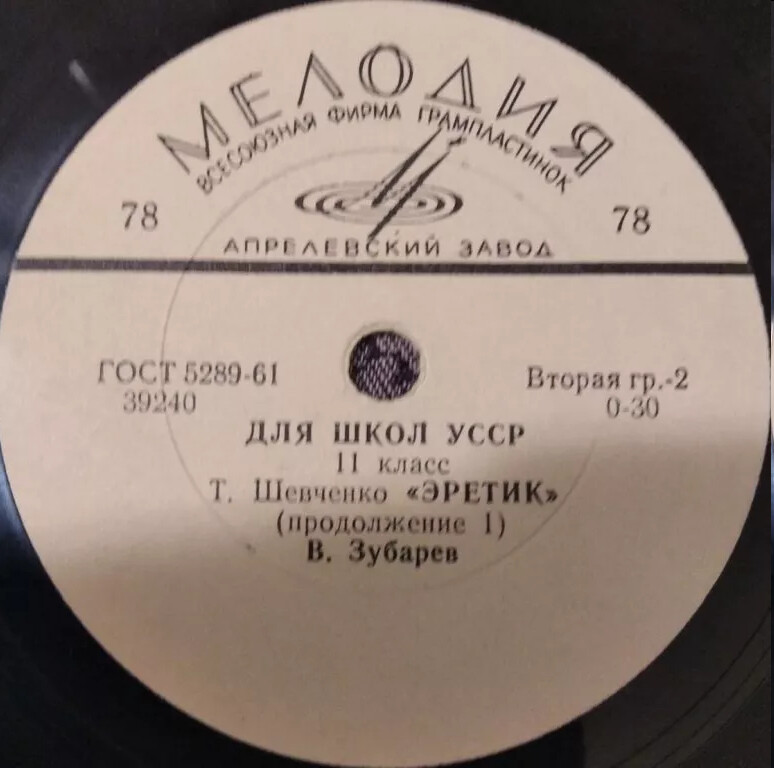 МЕЛОДИЯ
ВСЕСОЮЗНАЯ ФИРМА ГРАМПЛАСТИНОК
78 78
АПРЕЛЕВСКИЙ ЗАВОД
ГОСТ 5289-61 Вторая гр.-2
39240 0-30
ДЛЯ ШКОЛ УССР
11 класс
Т. Шевченко «ЭРЕТИК»
(продолжение 1)
В. Зубарев